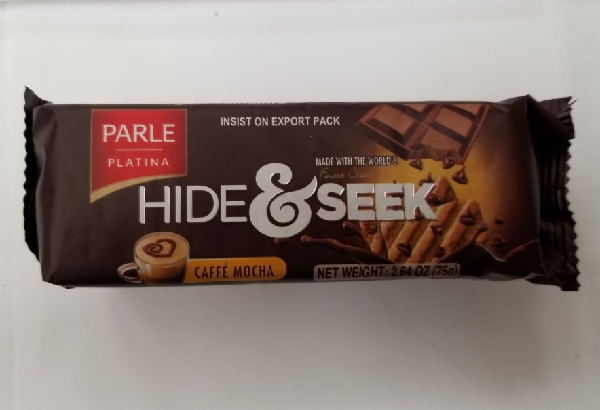 PARLE
PLATINA
INSIST ON EXPORT PACK
MADE WITH THE WORLD'S
HIDE & SEEK
CAFFÉ MOCHA
NET WEIGHT: 2.64 OZ (75g)